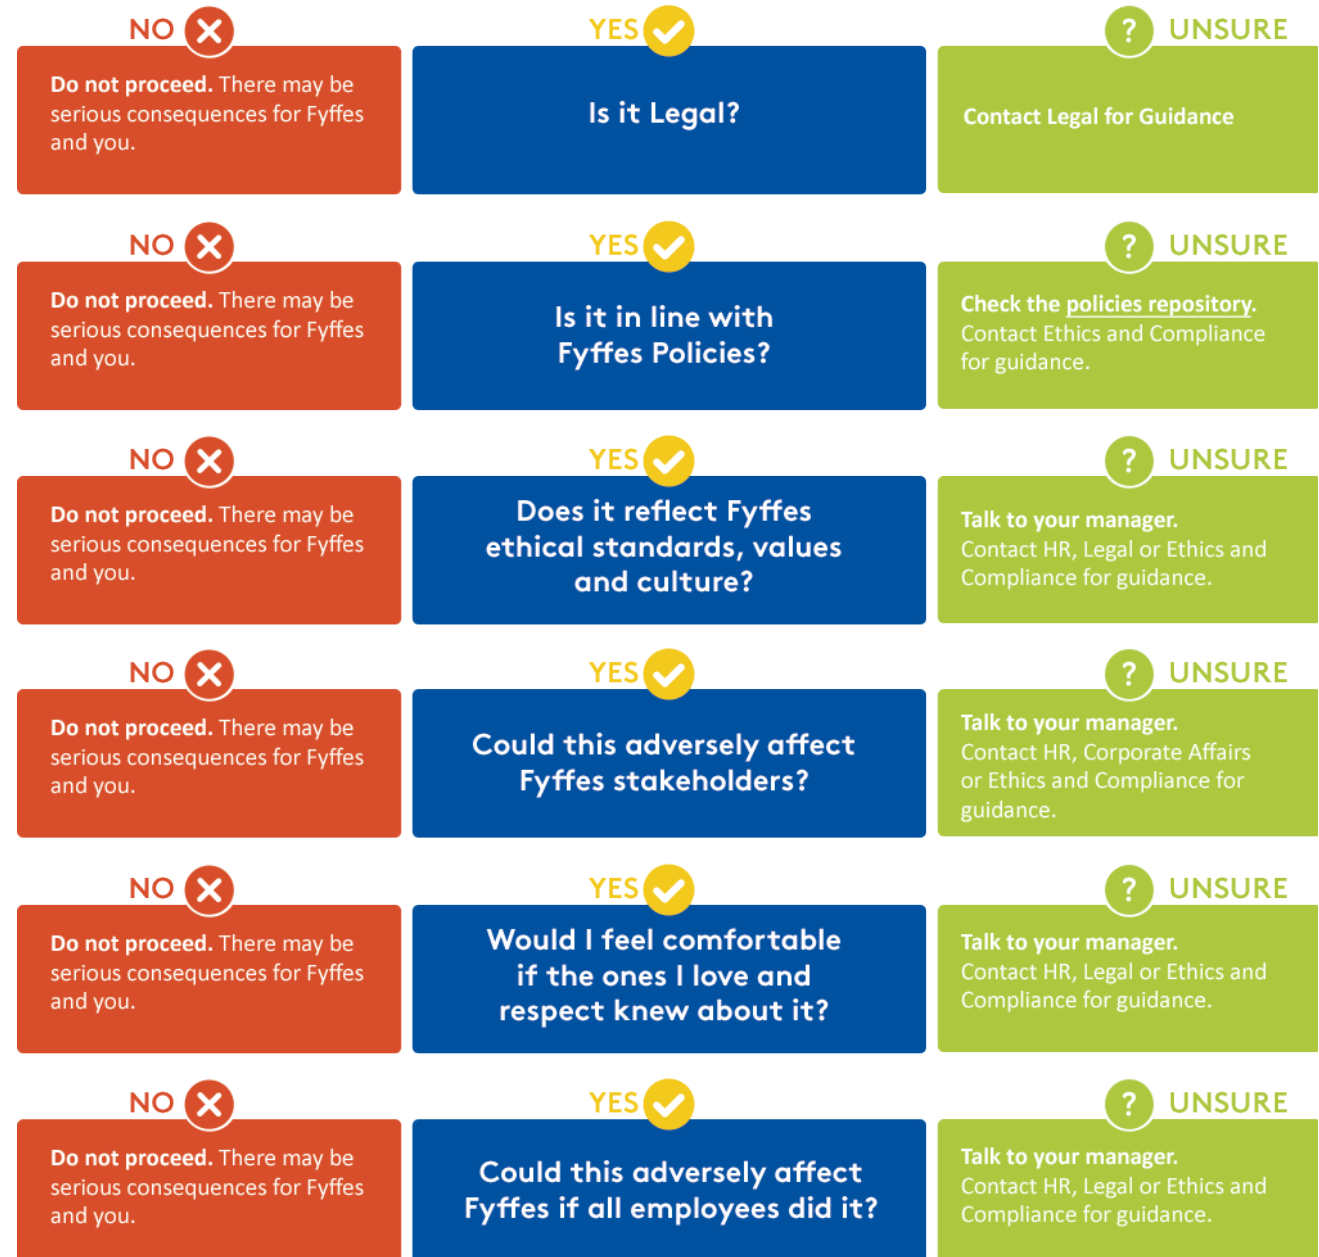 NO
YES
? UNSURE
Do not proceed. There may be
serious consequences for Fyffes
and you.
Is it Legal?
Contact Legal for Guidance
NO
YES
? UNSURE
Do not proceed. There may be
serious consequences for Fyffes
and you.
Is it in line with
Fyffes Policies?
Check the policies repository.
Contact Ethics and Compliance
for guidance.
NO
YES
? UNSURE
Do not proceed. There may be
serious consequences for Fyffes
and you.
Does it reflect Fyffes
ethical standards, values
and culture?
Talk to your manager.
Contact HR, Legal or Ethics and
Compliance for guidance.
NO
YES
? UNSURE
Do not proceed. There may be
serious consequences for Fyffes
and you.
Could this adversely affect
Fyffes stakeholders?
Talk to your manager.
Contact HR, Corporate Affairs
or Ethics and Compliance for
guidance.
NO
YES
? UNSURE
Do not proceed. There may be
serious consequences for Fyffes
and you.
Would I feel comfortable
if the ones I love and
respect knew about it?
Talk to your manager.
Contact HR, Legal or Ethics and
Compliance for guidance.
NO
YES
? UNSURE
Do not proceed. There may be
serious consequences for Fyffes
and you.
Could this adversely affect
Fyffes if all employees did it?
Talk to your manager.
Contact HR, Legal or Ethics and
Compliance for guidance.